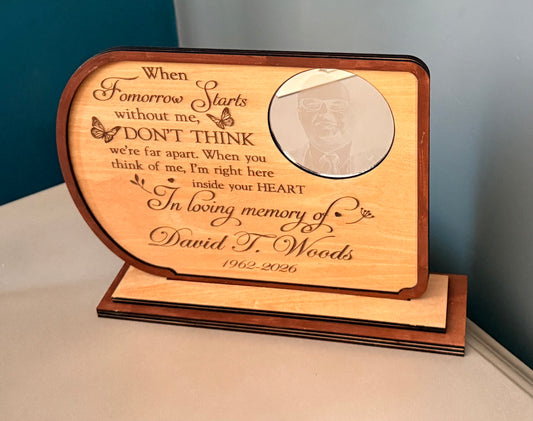 When
Tomorrow Starts
without me,
DON'T THINK
we're far apart. When you
think of me, I'm right here
inside your HEART
In loving memory of
David T. Woods
1962-2026